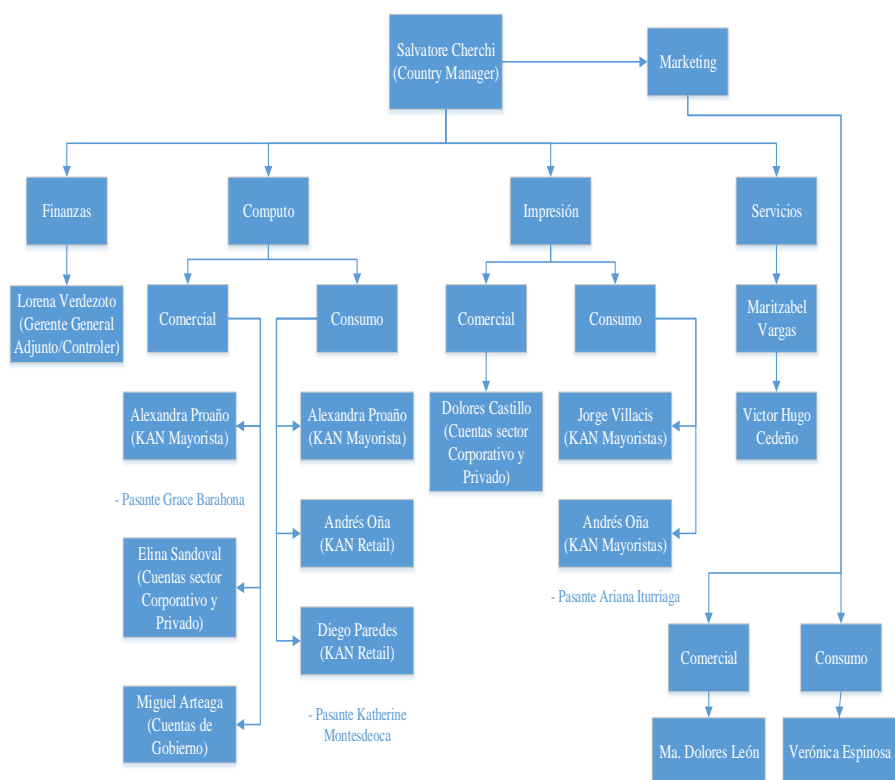 Salvatore Cherchi
(Country Manager)
Marketing
Finanzas
Computo
Impresión
Servicios
Lorena Verdezoto
(Gerente General
Adjunto/Controler)
Comercial
Consumo
Comercial
Consumo
Maritzabel
Vargas
Alexandra Proaño
(KAN Mayorista)
Alexandra Proaño
(KAN Mayorista)
Dolores Castillo
(Cuentas sector
Corporativo y
Privado)
Jorge Villacis
(KAN Mayoristas)
Victor Hugo
Cedeño
- Pasante Grace Barahona
Andrés Oña
(KAN Retail)
Andrés Oña
(KAN Mayoristas)
Elina Sandoval
(Cuentas sector
Corporativo y
Privado)
- Pasante Ariana Iturriaga
Diego Paredes
(KAN Retail)
Comercial
Consumo
Miguel Arteaga
(Cuentas de
Gobierno)
- Pasante Katherine
Montesdeoca
Ma. Dolores León
Verónica Espinosa